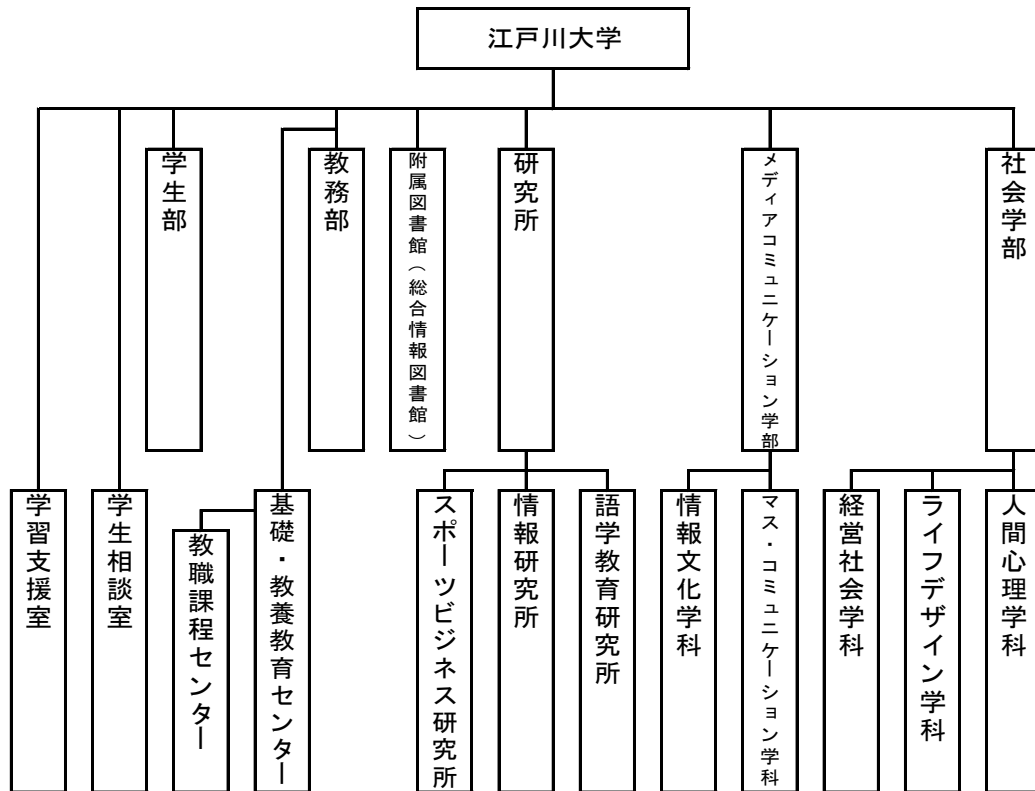 江戸川大学
社会学部
メディアコミュニケーション学部
研究所
附属図書館（総合情報図書館）
教務部
学生部
人間心理学科
ライフデザイン学科
経営社会学科
マス・コミュニケーション学科
情報文化学科
語学教育研究所
情報研究所
スポーツビジネス研究所
基礎・教養教育センター
教職課程センター
学生相談室
学習支援室